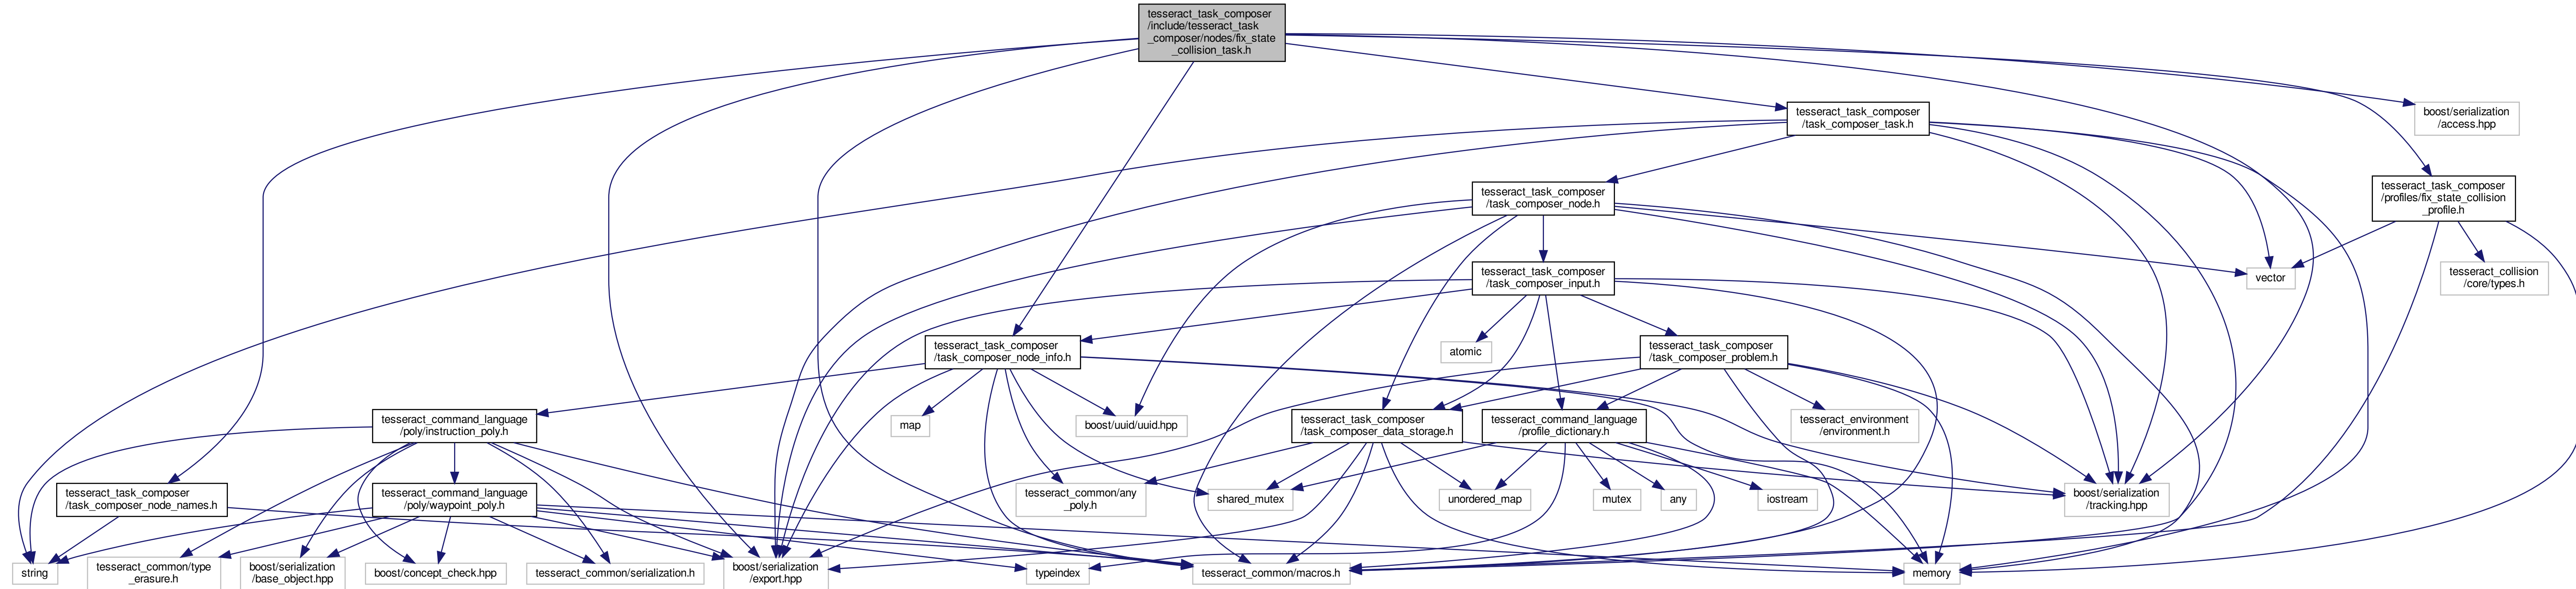 tesseract_task_composer
/include/tesseract_task
_composer/nodes/fix_state
_collision_task.h
tesseract_task_composer
/task_composer_task.h
boost/serialization
/access.hpp
tesseract_task_composer
/task_composer_node.h
tesseract_task_composer
/profiles/fix_state_collision
_profile.h
tesseract_task_composer
/task_composer_input.h
vector
tesseract_collision
/core/types.h
tesseract_task_composer
/task_composer_node_info.h
atomic
tesseract_task_composer
/task_composer_problem.h
tesseract_command_language
/poly/instruction_poly.h
map
boost/uuid/uuid.hpp
tesseract_task_composer
/task_composer_data_storage.h
tesseract_command_language
/profile_dictionary.h
tesseract_environment
/environment.h
tesseract_task_composer
/task_composer_node_names.h
tesseract_command_language
/poly/waypoint_poly.h
tesseract_common/any
_poly.h
shared_mutex
unordered_map
mutex
any
iostream
boost/serialization
/tracking.hpp
string
tesseract_common/type
_erasure.h
boost/serialization
/base_object.hpp
boost/concept_check.hpp
tesseract_common/serialization.h
boost/serialization
/export.hpp
typeindex
tesseract_common/macros.h
memory